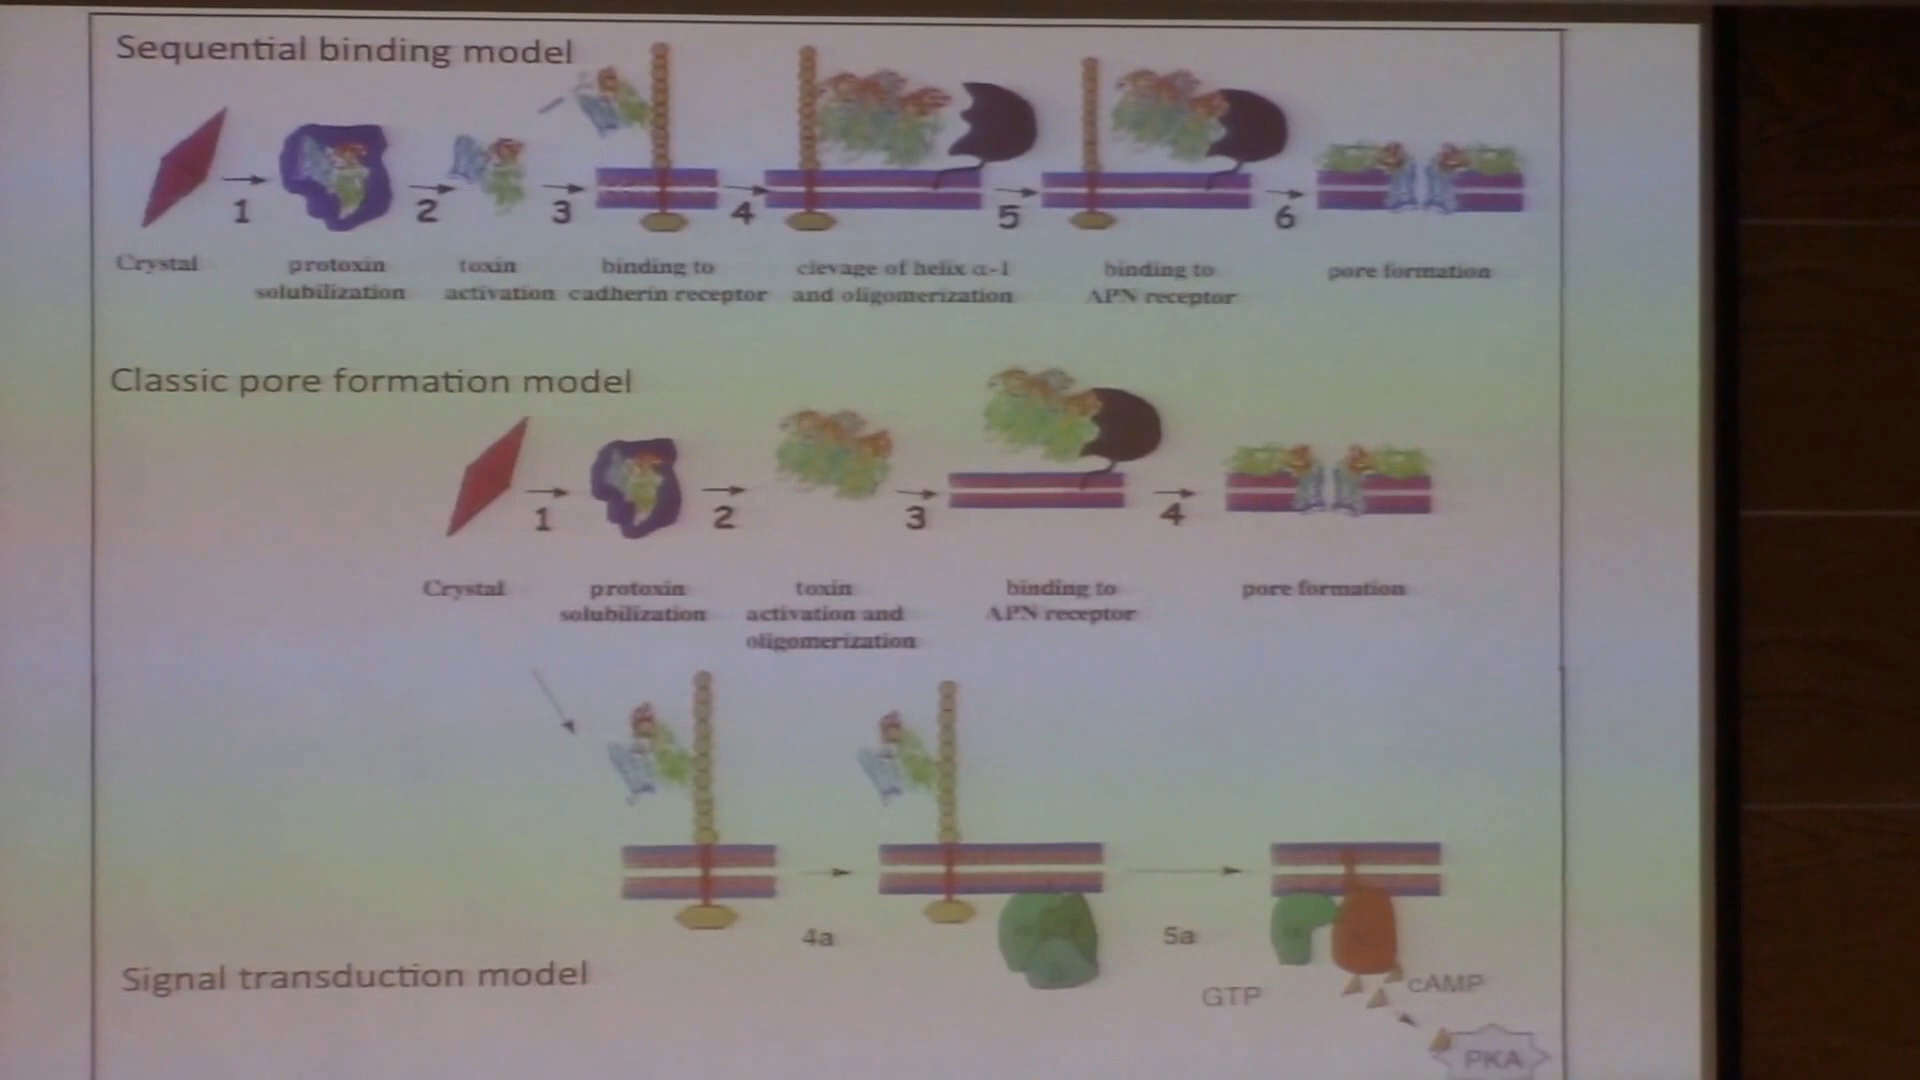 Sequential binding model
1
2
3
4
5
6
Crystal
protoxin
solubilization
toxin
activation
binding to
cadherin receptor
clevage of helix α-1
and oligomerization
binding to
APN receptor
pore formation
Classic pore formation model
1
2
3
4
Crystal
protoxin
solubilization
toxin
activation and
oligomerization
binding to
APN receptor
pore formation
4a
5a
Signal transduction model
GTP
cAMP
PKA